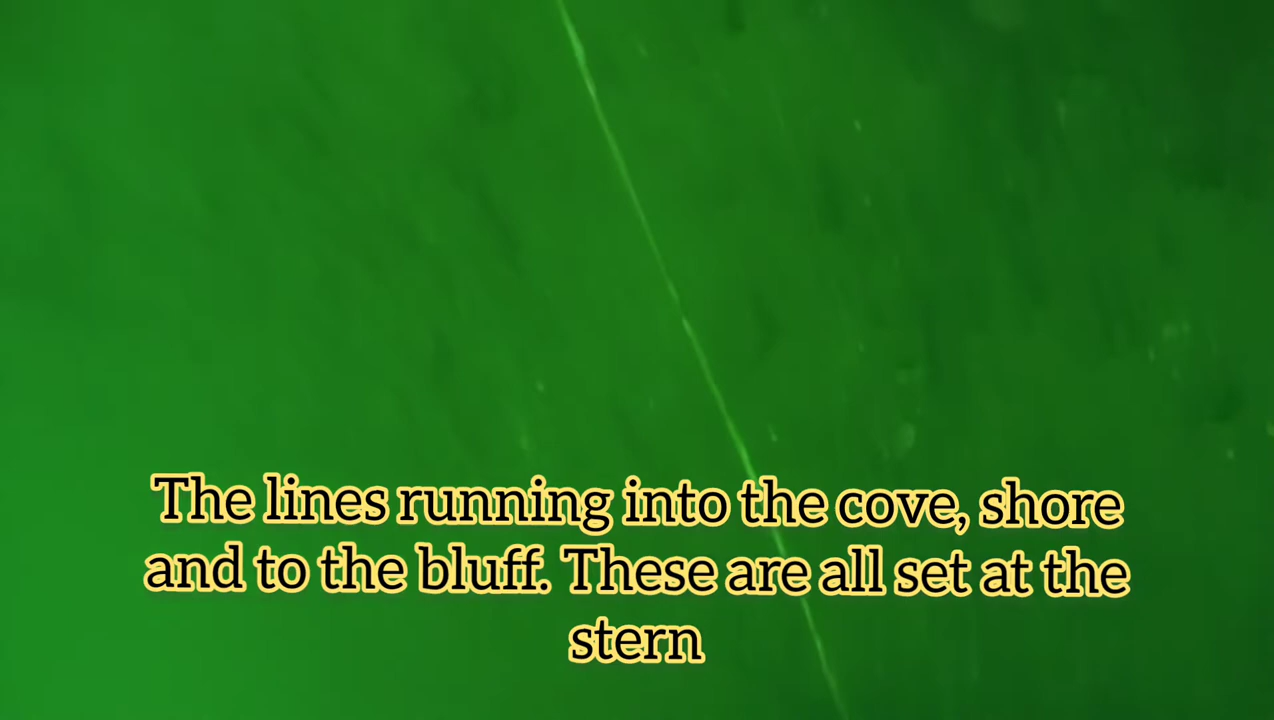 The lines running into the cove, shore
and to the bluff. These are all set at the
stern